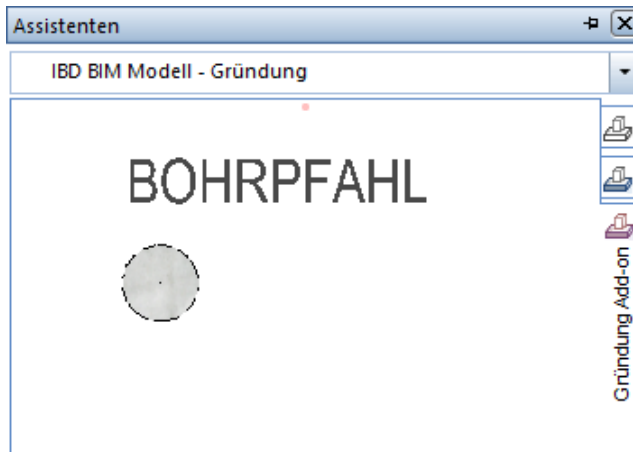 Assistenten
IBD BIM Modell - Gründung
BOHRPFAHL
Gründung Add-on